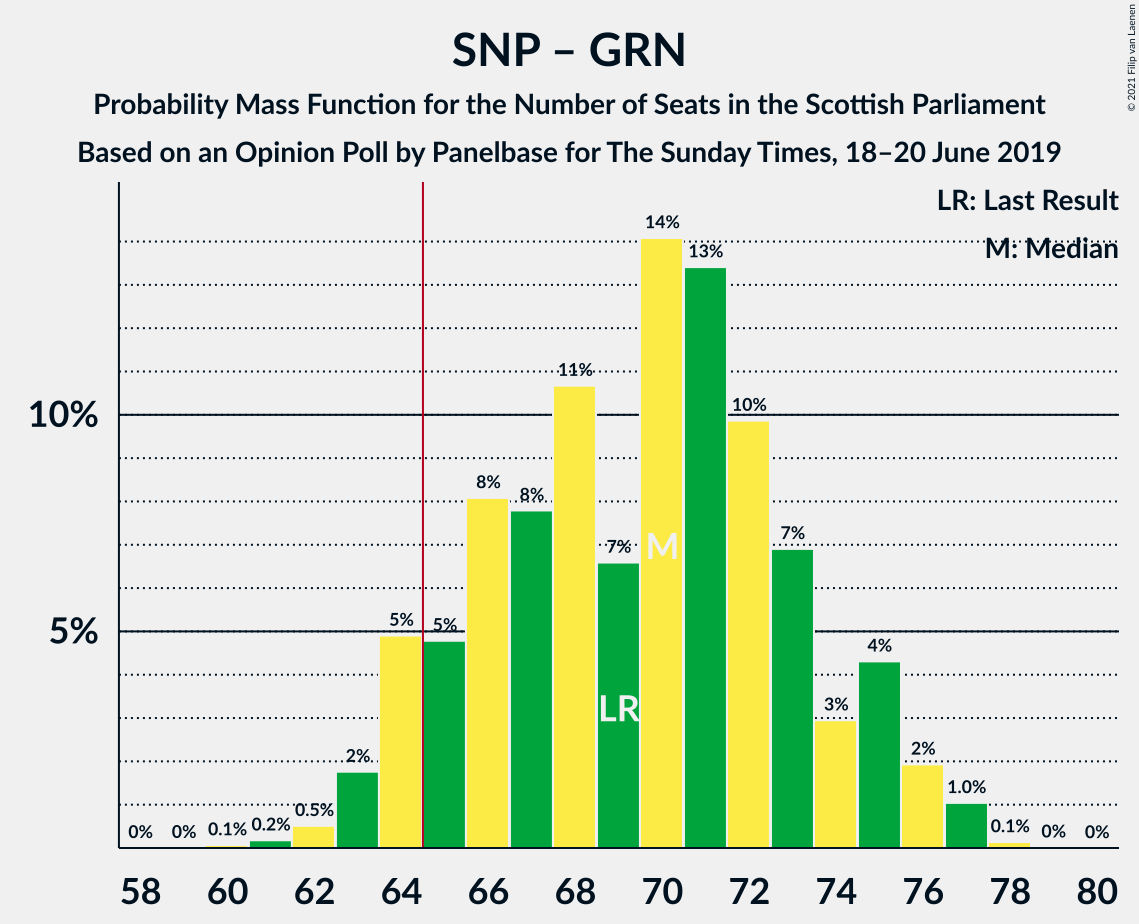 SNP – GRN
Probability Mass Function for the Number of Seats in the Scottish Parliament
Based on an Opinion Poll by Panelbase for The Sunday Times, 18–20 June 2019
© 2021 Filip van Laenen
LR: Last Result
M: Median
14%
13%
11%
10%
10%
8%
8%
7%
M
7%
5%
5%
5%
4%
LR
3%
2%
2%
1.0%
0.5%
0% 0% 0.1% 0.2% 0.1% 0% 0%
58 60 62 64 66 68 70 72 74 76 78 80